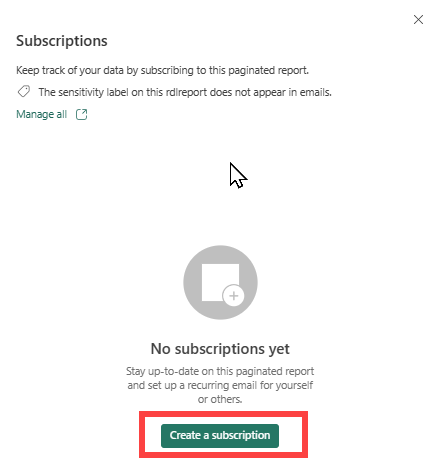 Subscriptions
Keep track of your data by subscribing to this paginated report.
The sensitivity label on this rdlreport does not appear in emails.
Manage all
No subscriptions yet
Stay up-to-date on this paginated report
and set up a recurring email for yourself
or others.
Create a subscription